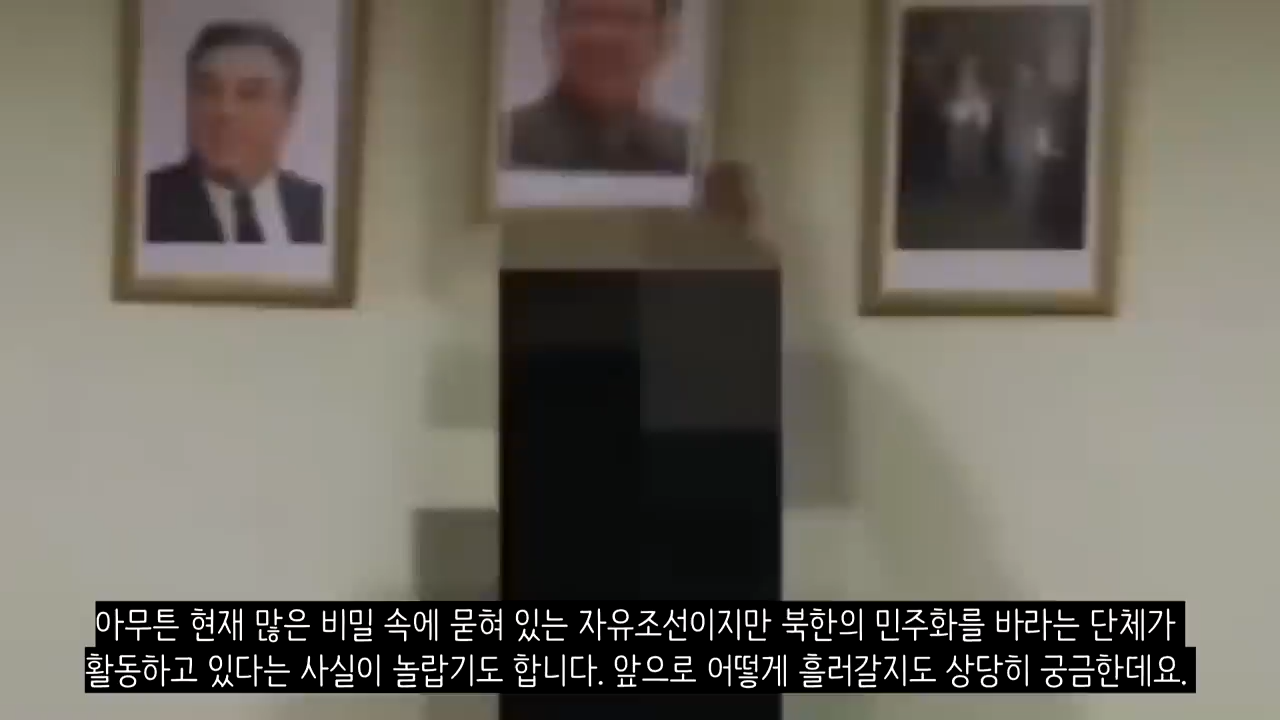 아무튼 현재 많은 비밀 속에 묻혀 있는 자유조선이지만 북한의 민주화를 바라는 단체가
활동하고 있다는 사실이 놀랍기도 합니다. 앞으로 어떻게 흘러갈지도 상당히 궁금한데요.